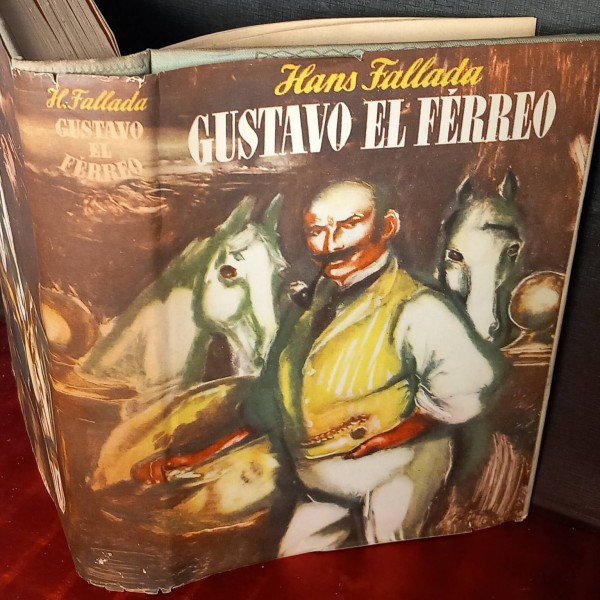 H. Fallada
GUSTAVO
EL
FÉRREO
Hans Fallada
GUSTAVO EL FÉRREO